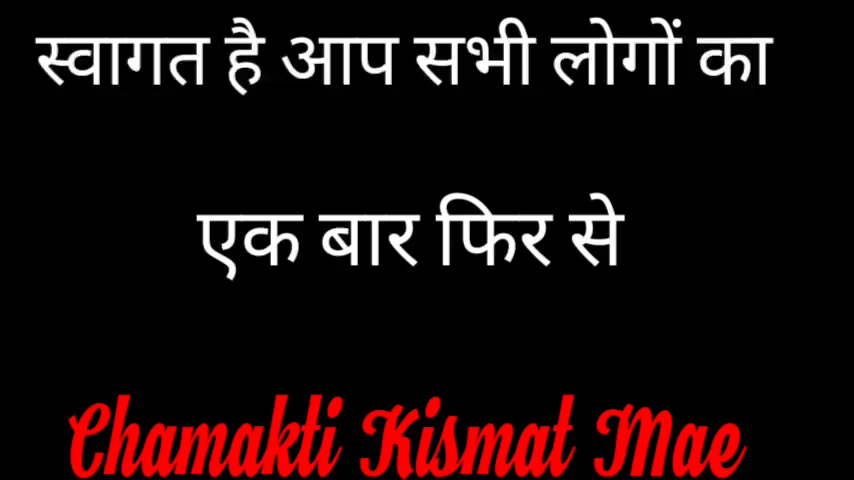 स्वागत है आप सभी लोगों का
एक बार फिर से
Chamakti Kismat Mae